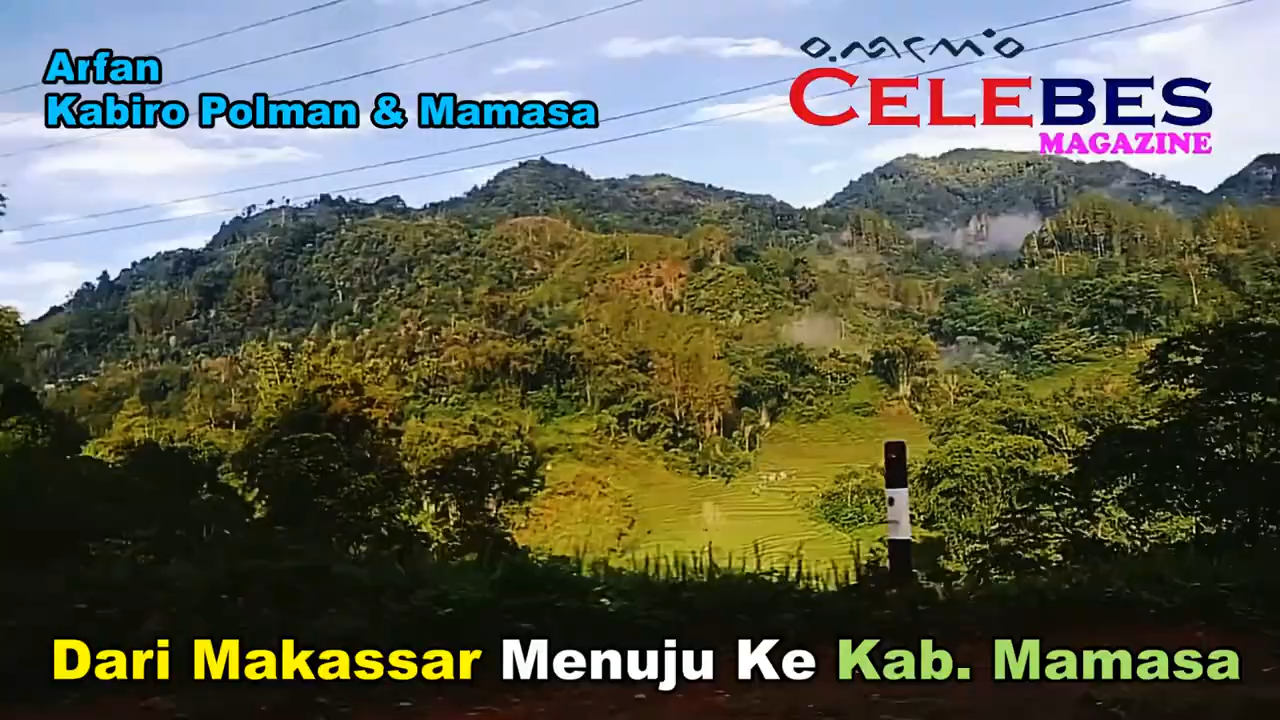 Arfan
Kabiro Polman & Mamasa
CELEBES
MAGAZINE
Dari Makassar Menuju Ke Kab. Mamasa